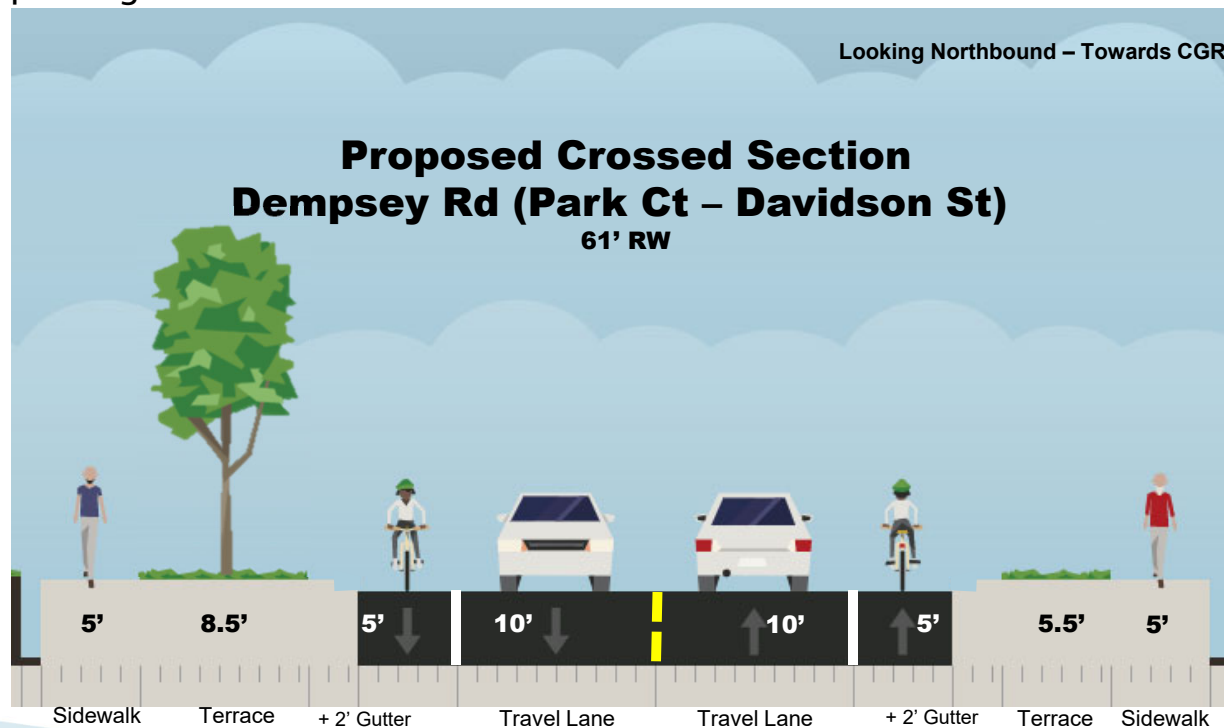 Looking Northbound – Towards CGR
Proposed Crossed Section
Dempsey Rd (Park Ct – Davidson St)
61’ RW
5’ 8.5’ 5’ 10’ 10’ 5’ 5.5’ 5’
Sidewalk Terrace + 2’ Gutter Travel Lane Travel Lane + 2’ Gutter Terrace Sidewalk